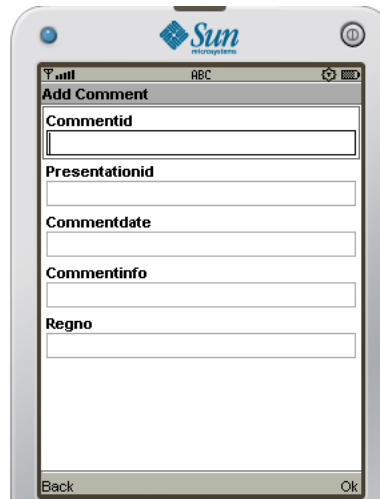 Sun
microsystems
ABC
Add Comment
Commentid
Presentationid
Commentdate
Commentinfo
Regno
Back Ok